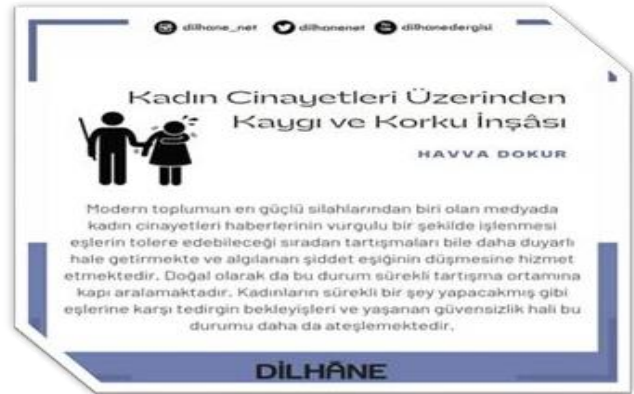 dilhane_net dilhanenet dilhanedergisi
Kadın Cinayetleri Üzerinden
Kaygı ve Korku İnşâsı
HAVVA DOKUR
Modern toplumun en güçlü silahlarından biri olan medyada
kadın cinayetleri haberlerinin vurgulu bir şekilde işlenmesi
eşlerin tolere edebileceği sıradan tartışmaları bile daha duyarlı
hale getirmekte ve algılanan şiddet eşiğinin düşmesine hizmet
etmektedir. Doğal olarak da bu durum sürekli tartışma ortamına
kapı aralamaktadır. Kadınların sürekli bir şey yapacakmış gibi
eşlerine karşı tedirgin bekleyişleri ve yaşanan güvensizlik hali bu
durumu daha da ateşlemektedir.
DİLHÂNE